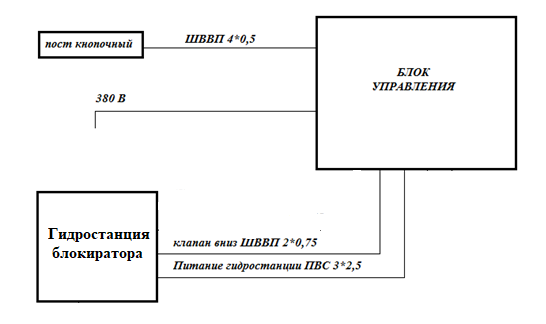 пост кнопочный
ШВВП 4*0,5
БЛОК
УПРАВЛЕНИЯ
380 В
Гидростанция
блокиратора
клапан вниз ШВВП 2*0,75
Питание гидростанции ПВС 3*2,5